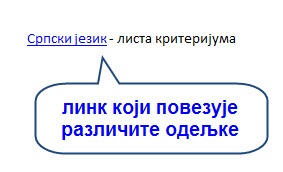 Српски језик - листа критеријума
линк који повезује
различите одељке